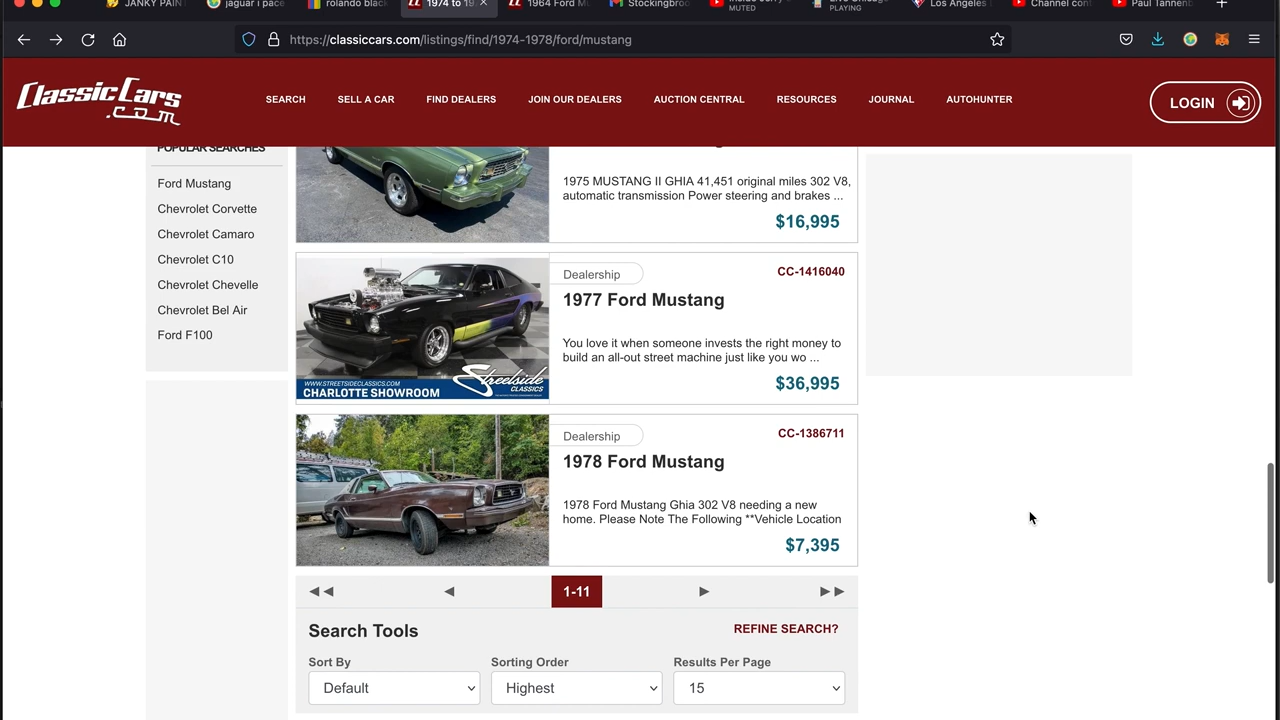 JANKY PAIN
jaguar i pace
rolando black
1974 to 19
1964 Ford M
Stockingbro
MUTED
PLAYING
Los Angeles
Channel cont
Paul Tannenb
https://classiccars.com/listings/find/1974-1978/ford/mustang
ClassicCars
.com
SEARCH
SELL A CAR
FIND DEALERS
JOIN OUR DEALERS
AUCTION CENTRAL
RESOURCES
JOURNAL
AUTOHUNTER
LOGIN
POPULAR SEARCHES
Ford Mustang
Chevrolet Corvette
Chevrolet Camaro
Chevrolet C10
Chevrolet Chevelle
Chevrolet Bel Air
Ford F100
1975 MUSTANG II GHIA 41,451 original miles 302 V8,
automatic transmission Power steering and brakes ...
$16,995
WWW.STREETSIDECLASSICS.COM
CHARLOTTE SHOWROOM
Streetside
CLASSICS
Dealership
CC-1416040
1977 Ford Mustang
You love it when someone invests the right money to
build an all-out street machine just like you wo ...
$36,995
Dealership
CC-1386711
1978 Ford Mustang
1978 Ford Mustang Ghia 302 V8 needing a new
home. Please Note The Following **Vehicle Location
$7,395
1-11
Search Tools
REFINE SEARCH?
Sort By
Sorting Order
Results Per Page
Default
Highest
15